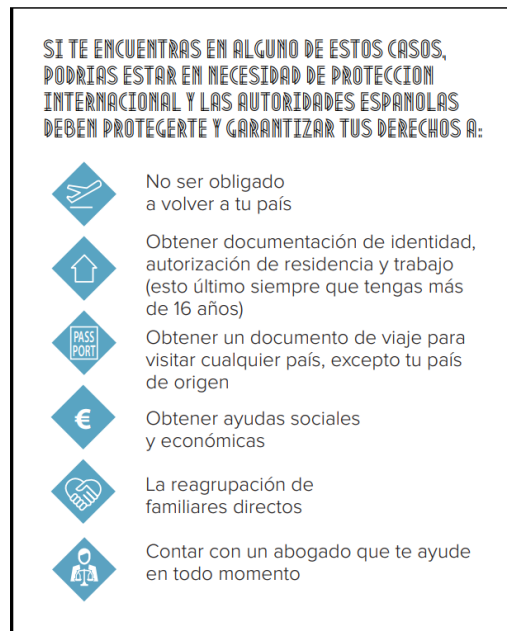 SI TE ENCUENTRAS EN ALGUNO DE ESTOS CASOS,
PODRIAS ESTAR EN NECESIDAD DE PROTECCION
INTERNACIONAL Y LAS AUTORIDADES ESPANOLAS
DEBEN PROTEGERTE Y GARANTIZAR TUS DERECHOS A:
No ser obligado
a volver a tu país
Obtener documentación de identidad,
autorización de residencia y trabajo
(esto último siempre que tengas más
de 16 años)
PASS
PORT
Obtener un documento de viaje para
visitar cualquier país, excepto tu país
de origen
€
Obtener ayudas sociales
y económicas
La reagrupación de
familiares directos
Contar con un abogado que te ayude
en todo momento